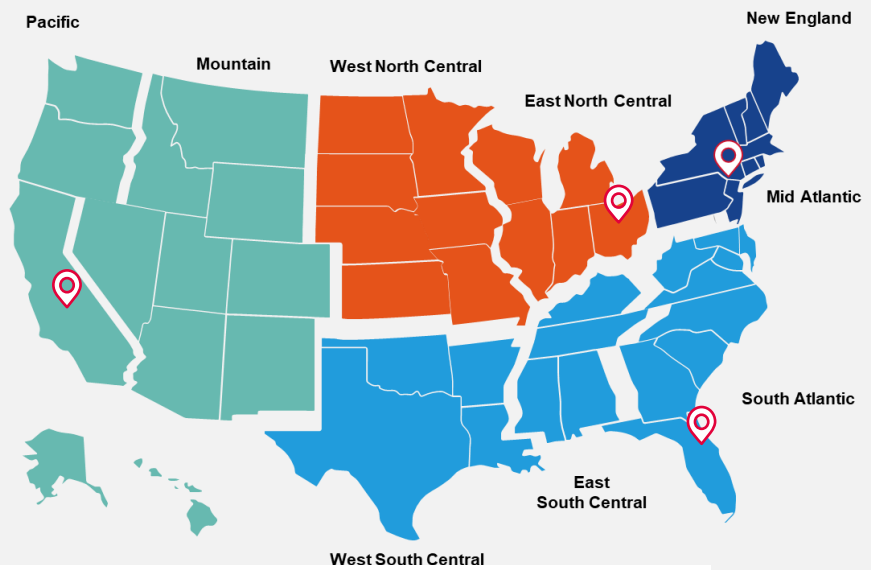 Pacific
New England
Mountain
West North Central
East North Central
Mid Atlantic
South Atlantic
East
South Central
West South Central